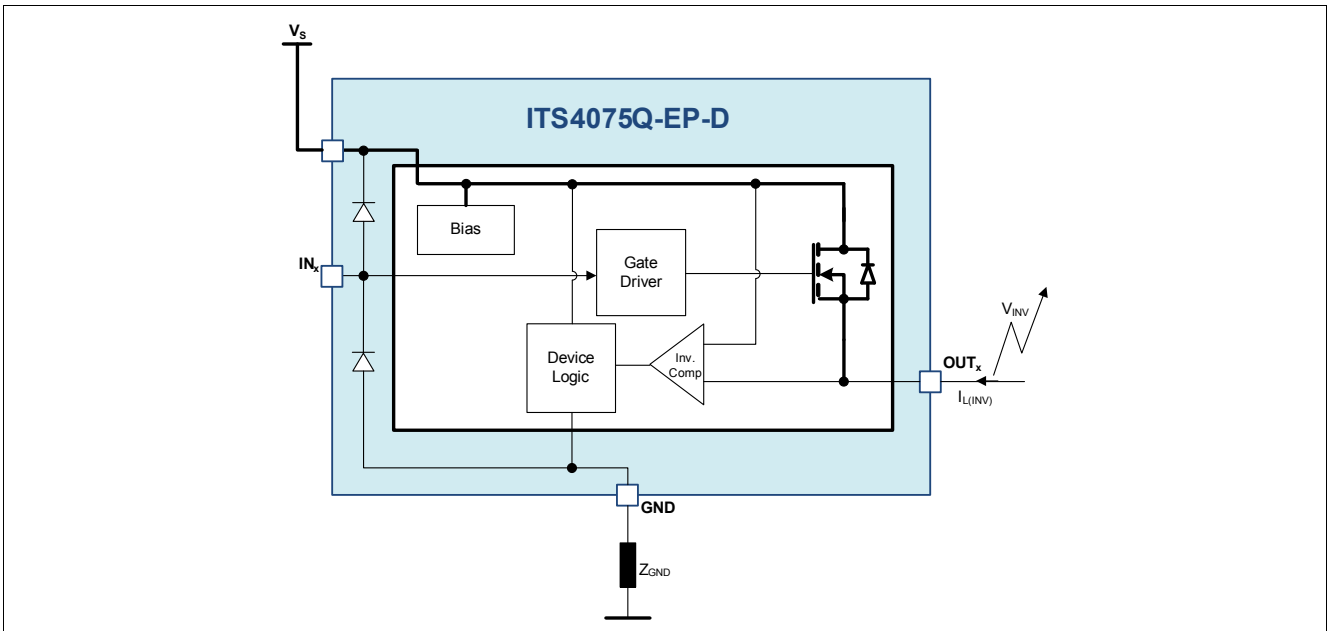 VS
ITS4075Q-EP-D
Bias
INx
Gate
Driver
VINV
Device
Logic
Inv.
Comp
OUTx
IL(INV)
GND
ZGND